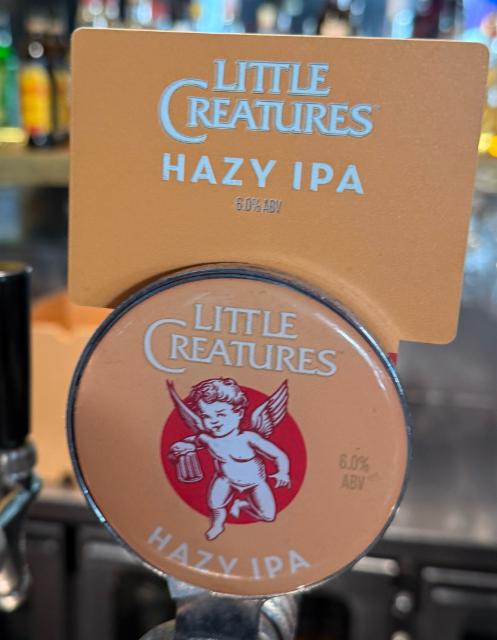 LITTLE
CREATURES
HAZY IPA
6.0% ABV
LITTLE
CREATURES
6.0%
ABV
HAZY IPA